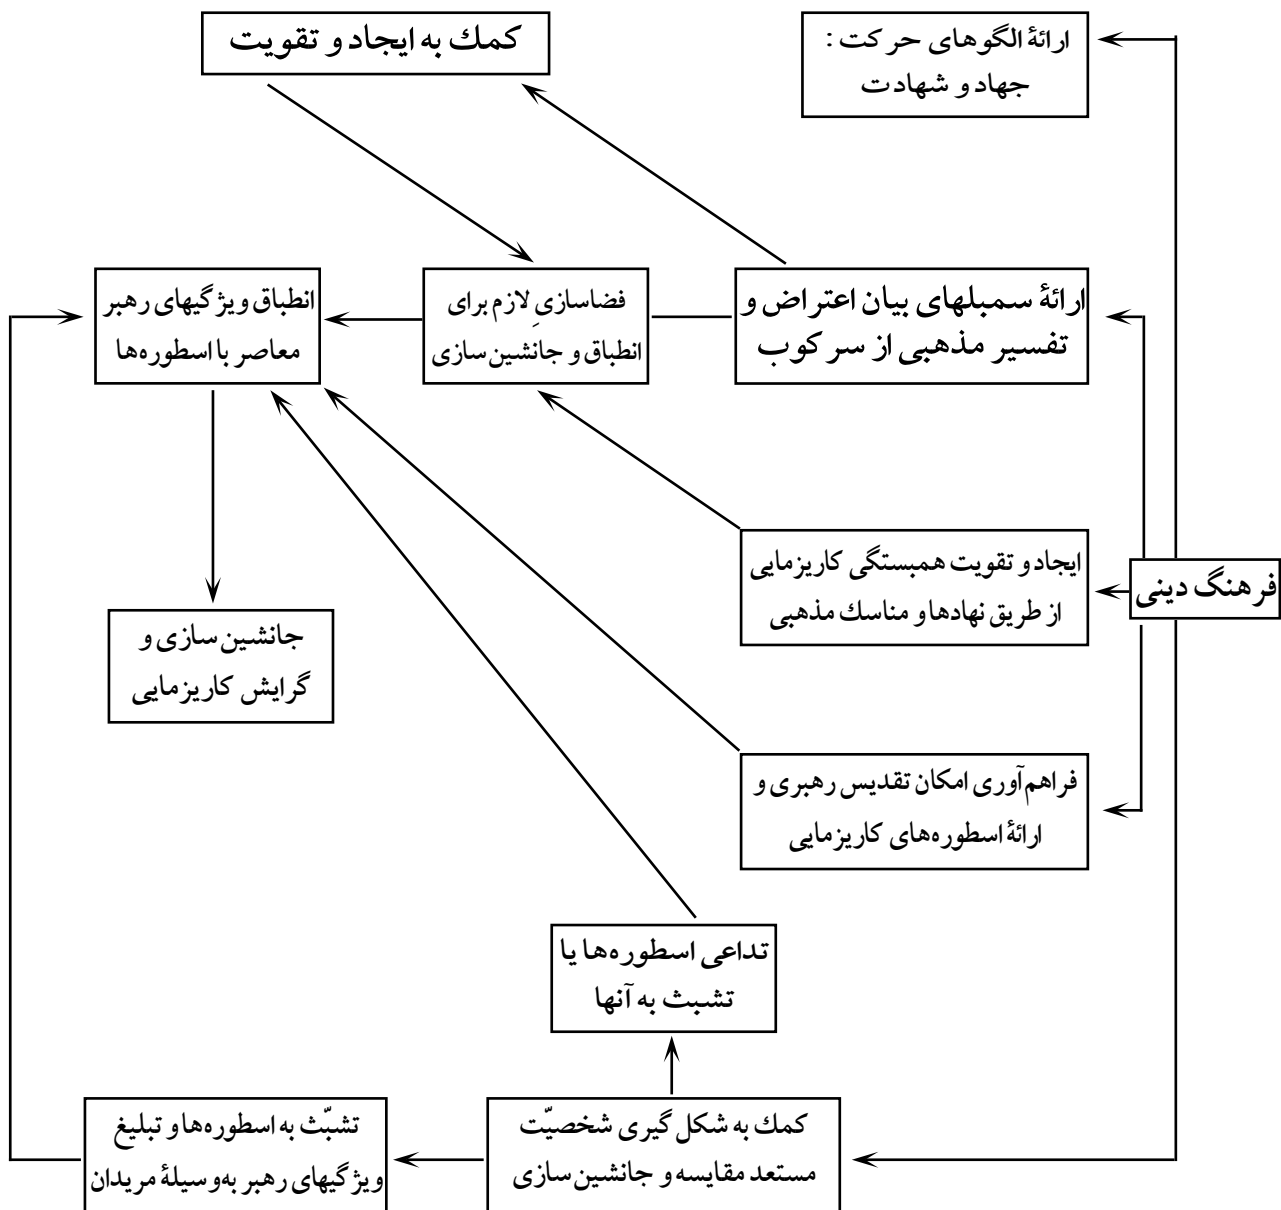 ارائهٔ الگوهای حرکت :
جهاد و شهادت
كمك به ایجاد و تقویت
ارائهٔ سمبلهای بیان اعتراض و
تفسیر مذهبی از سرکوب
فضاسازیِ لازم برای
انطباق و جانشین‌سازی
انطباق ویژگیهای رهبر
معاصر با اسطوره‌ها
فرهنگ دینی
ایجاد و تقویت همبستگی کاریزمایی
از طریق نهادها و مناسك مذهبی
جانشین‌سازی و
گرایش کاریزمایی
فراهم‌آوری امکان تقدیس رهبری و
ارائهٔ اسطوره‌های کاریزمایی
تداعی اسطوره‌ها یا
تشبث به آنها
كمك به شکل‌گیری شخصیّت
مستعد مقایسه و جانشین‌سازی
تشبّث به اسطوره‌ها و تبلیغ
ویژگیهای رهبر به‌وسیلهٔ مریدان